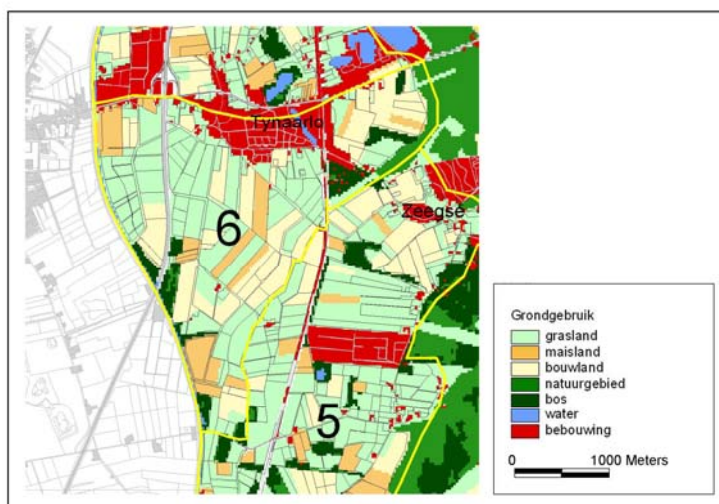 Tynaarlo
Zeegse
6
5
Grondgebruik
grasland
maisland
bouwland
natuurgebied
bos
water
bebouwing
0 1000 Meters